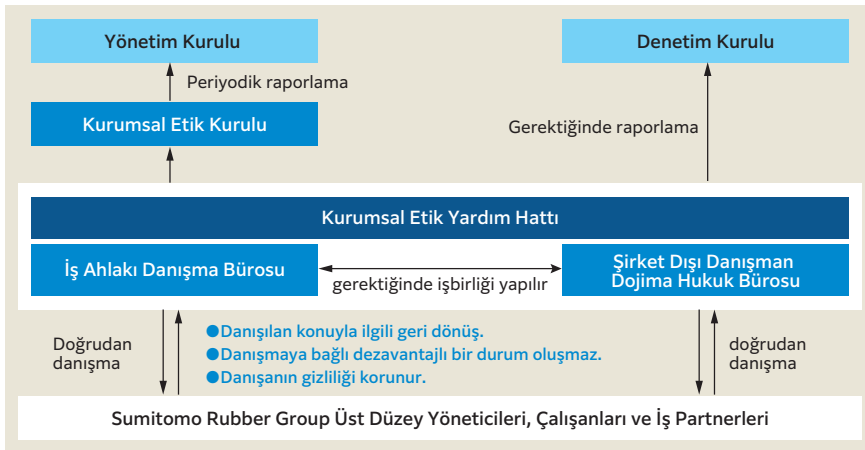 Yönetim Kurulu
Denetim Kurulu
Periyodik raporlama
Kurumsal Etik Kurulu
Gerektiğinde raporlama
Kurumsal Etik Yardım Hattı
İş Ahlakı Danışma Bürosu
gerektiğinde işbirliği yapılır
Şirket Dışı Danışman
Dojima Hukuk Bürosu
Doğrudan
danışma
●Danışılan konuyla ilgili geri dönüş.
●Danışmaya bağlı dezavantajlı bir durum oluşmaz.
●Danışanın gizliliği korunur.
doğrudan
danışma
Sumitomo Rubber Group Üst Düzey Yöneticileri, Çalışanları ve İş Partnerleri